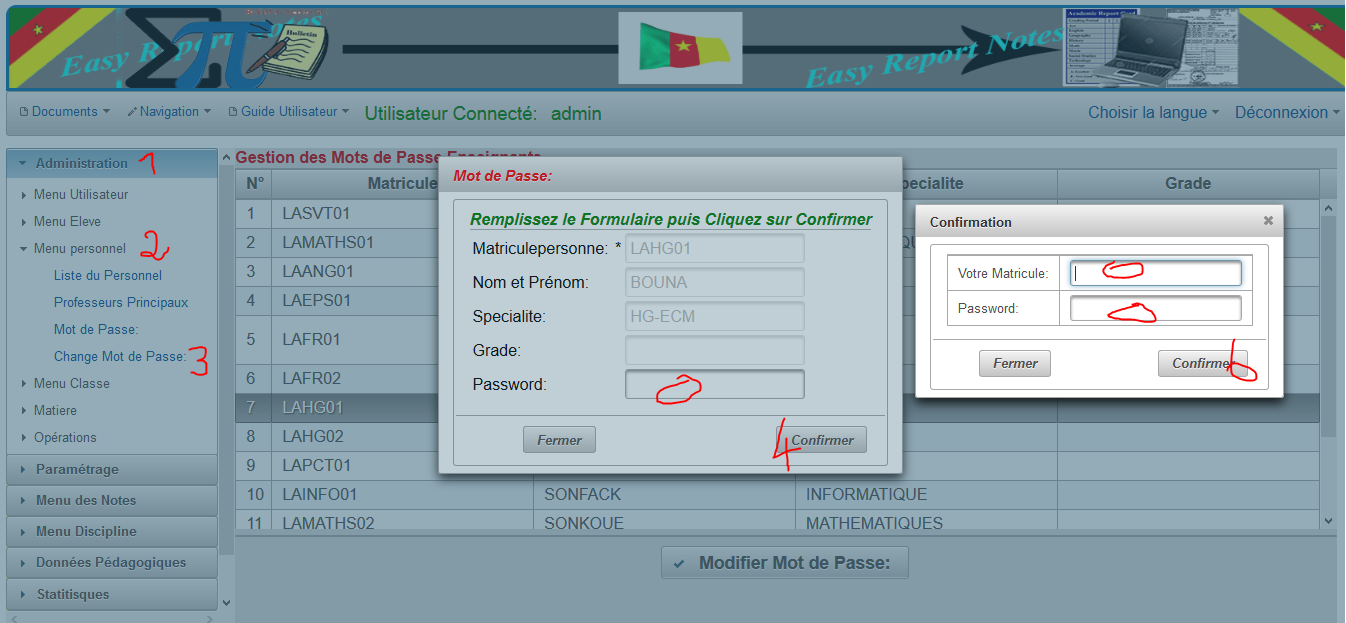 Easy Report Notes
Bulletin
Easy Report Notes
Academic Report Card
Documents
Navigation
Guide Utilisateur
Utilisateur Connecté: admin
Choisir la langue
Déconnexion
Administration 1
Menu Utilisateur
Menu Eleve
Menu personnel 2
Liste du Personnel
Professeurs Principaux
Mot de Passe:
Change Mot de Passe: 3
Menu Classe
Matiere
Opérations
Paramétrage
Menu des Notes
Menu Discipline
Données Pédagogiques
Statitisques
Gestion des Mots de Passe Enseignants
N° Matricule pecialite Grade
1 LASVT01
2 LAMATHS01
3 LAANG01
4 LAEPS01
5 LAFR01
6 LAFR02
7 LAHG01
8 LAHG02
9 LAPCT01
10 LAINFO01 SONFACK INFORMATIQUE
11 LAMATHS02 SONKOUE MATHEMATIQUES
Modifier Mot de Passe:
Mot de Passe:
Remplissez le Formulaire puis Cliquez sur Confirmer
Matriculepersonne: * LAHG01
Nom et Prénom: BOUNA
Specialite: HG-ECM
Grade:
Password:
Fermer 4 Confirmer
Confirmation
Votre Matricule:
Password:
Fermer Confirmer 6